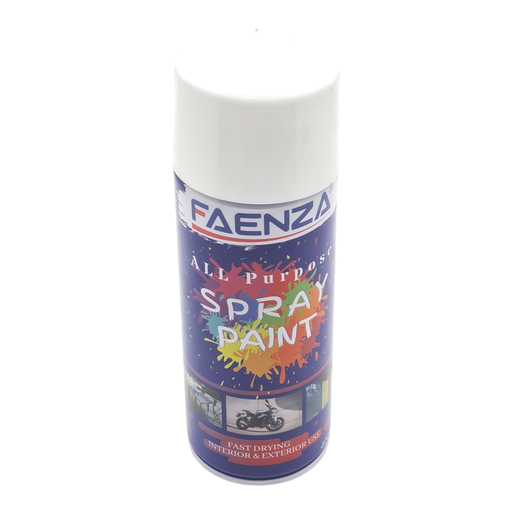 FAENZA
ALL Purpose
SPRAY
PAINT
FAST DRYING
INTERIOR & EXTERIOR USE